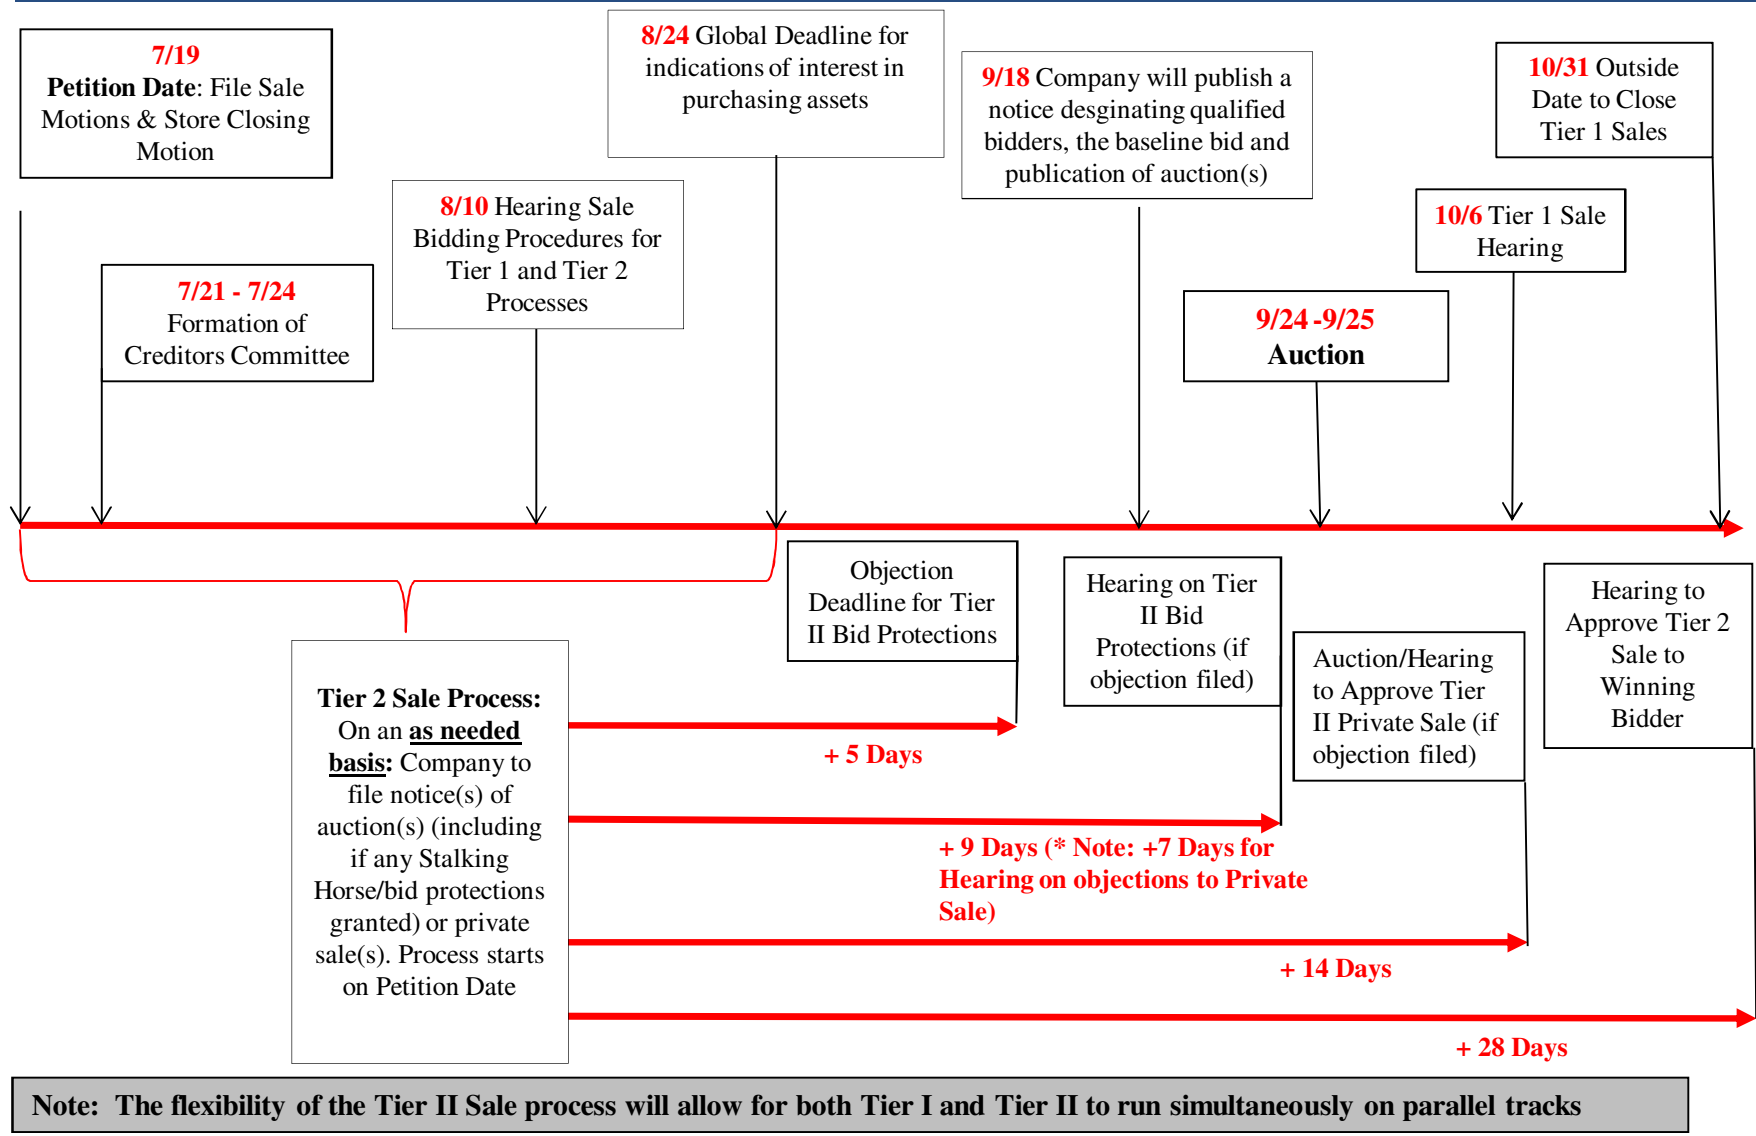 7/19
Petition Date: File Sale
Motions & Store Closing
Motion
7/21 - 7/24
Formation of
Creditors Committee
8/10 Hearing Sale
Bidding Procedures for
Tier 1 and Tier 2
Processes
8/24 Global Deadline for
indications of interest in
purchasing assets
9/18 Company will publish a
notice desginating qualified
bidders, the baseline bid and
publication of auction(s)
9/24 -9/25
Auction
10/6 Tier 1 Sale
Hearing
10/31 Outside
Date to Close
Tier 1 Sales
Tier 2 Sale Process:
On an as needed
basis: Company to
file notice(s) of
auction(s) (including
if any Stalking
Horse/bid protections
granted) or private
sale(s). Process starts
on Petition Date
Objection
Deadline for Tier
II Bid Protections
+ 5 Days
Hearing on Tier
II Bid
Protections (if
objection filed)
+ 9 Days (* Note: +7 Days for
Hearing on objections to Private
Sale)
Auction/Hearing
to Approve Tier
II Private Sale (if
objection filed)
+ 14 Days
Hearing to
Approve Tier 2
Sale to
Winning
Bidder
+ 28 Days
Note: The flexibility of the Tier II Sale process will allow for both Tier I and Tier II to run simultaneously on parallel tracks